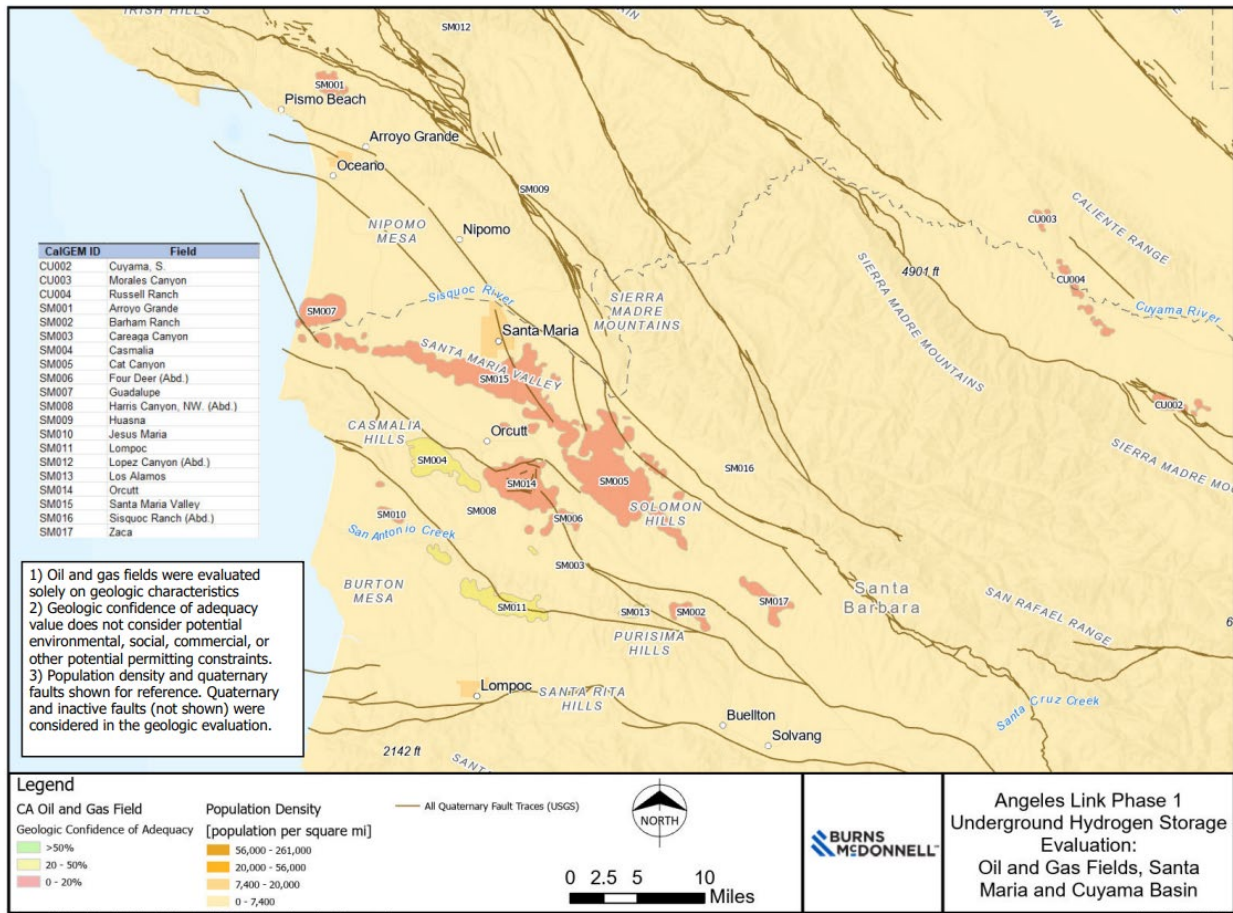 IRISH HILLS
SM012
SM001
Pismo Beach
Arroyo Grande
Oceano
SM009
NIPOMO
MESA
Nipomo
CU003
CALIENTE RANGE
4901 ft
CU004
Cuyama River
SIERRA MADRE MOUNTAINS
Sisquoc River
SIERRA
MADRE
MOUNTAINS
SM007
Santa Maria
SANTA MARIA VALLEY
SM015
CU002
CASMALIA
HILLS
Orcutt
SM004
SM016
SM014
SM005
SOLOMON
HILLS
SM010
SM008
SM006
San Antonio Creek
SM003
BURTON
MESA
SM011
SM013
SM002
SM017
Santa
Barbara
SAN RAFAEL RANGE
PURISIMA
HILLS
Lompoc
SANTA RITA
HILLS
Santa Cruz Creek
Buellton
Solvang
2142 ft
CalGEM ID Field
CU002 Cuyama, S.
CU003 Morales Canyon
CU004 Russell Ranch
SM001 Arroyo Grande
SM002 Barham Ranch
SM003 Careaga Canyon
SM004 Casmalia
SM005 Cat Canyon
SM006 Four Deer (Abd.)
SM007 Guadalupe
SM008 Harris Canyon, NW. (Abd.)
SM009 Huasna
SM010 Jesus Maria
SM011 Lompoc
SM012 Lopez Canyon (Abd.)
SM013 Los Alamos
SM014 Orcutt
SM015 Santa Maria Valley
SM016 Sisquoc Ranch (Abd.)
SM017 Zaca
1) Oil and gas fields were evaluated
solely on geologic characteristics
2) Geologic confidence of adequacy
value does not consider potential
environmental, social, commercial, or
other potential permitting constraints.
3) Population density and quaternary
faults shown for reference. Quaternary
and inactive faults (not shown) were
considered in the geologic evaluation.
Legend
CA Oil and Gas Field
Geologic Confidence of Adequacy
>50%
20 - 50%
0 - 20%
Population Density
[population per square mi]
56,000 - 261,000
20,000 - 56,000
7,400 - 20,000
0 - 7,400
All Quaternary Fault Traces (USGS)
NORTH
0 2.5 5 10
Miles
BURNS
McDONNELL
Angeles Link Phase 1
Underground Hydrogen Storage
Evaluation:
Oil and Gas Fields, Santa
Maria and Cuyama Basin